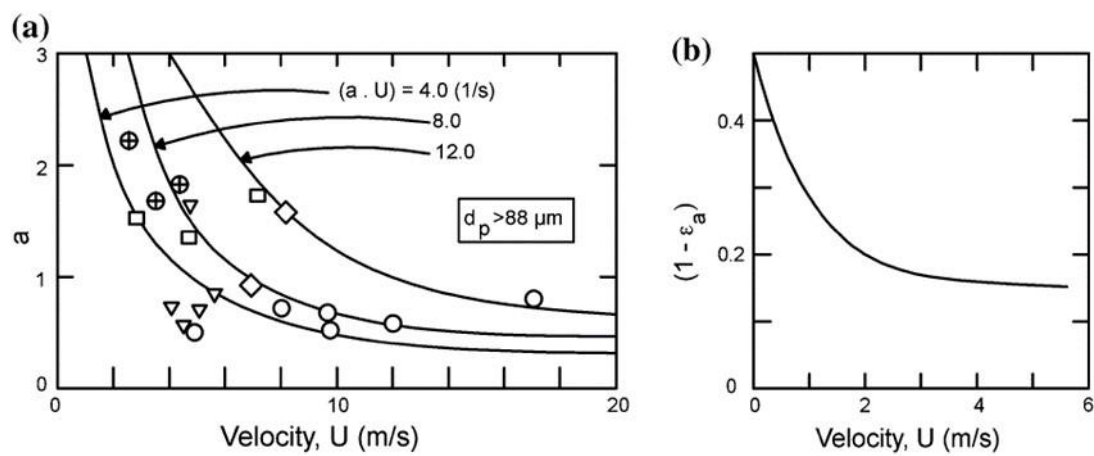 (a)
3
2
1
0
a
(a . U) = 4.0 (1/s)
8.0
12.0
d_p >88 µm
0
10
20
Velocity, U (m/s)
(b)
0.4
0.2
0
(1 - ε_a)
0
2
4
6
Velocity, U (m/s)